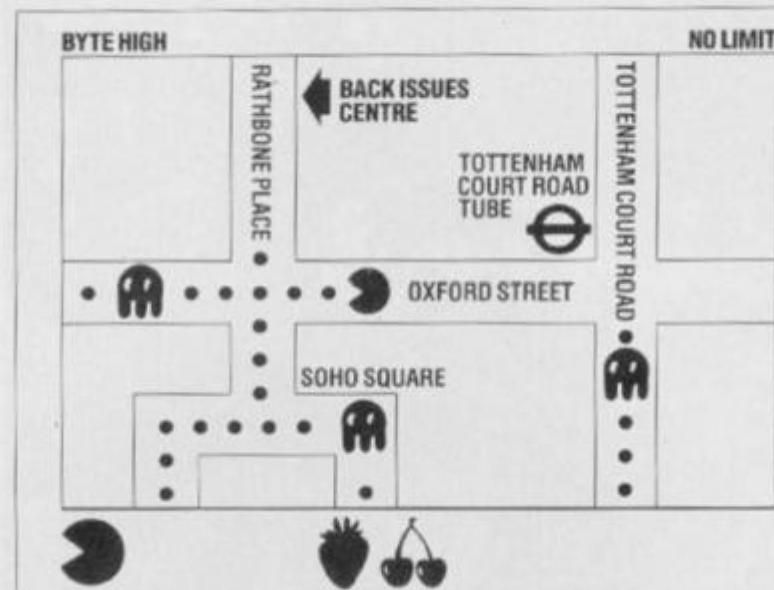 BYTE HIGH
NO LIMIT
RATHBONE PLACE
BACK ISSUES
CENTRE
TOTTENHAM COURT ROAD
TOTTENHAM
COURT ROAD
TUBE
OXFORD STREET
SOHO SQUARE